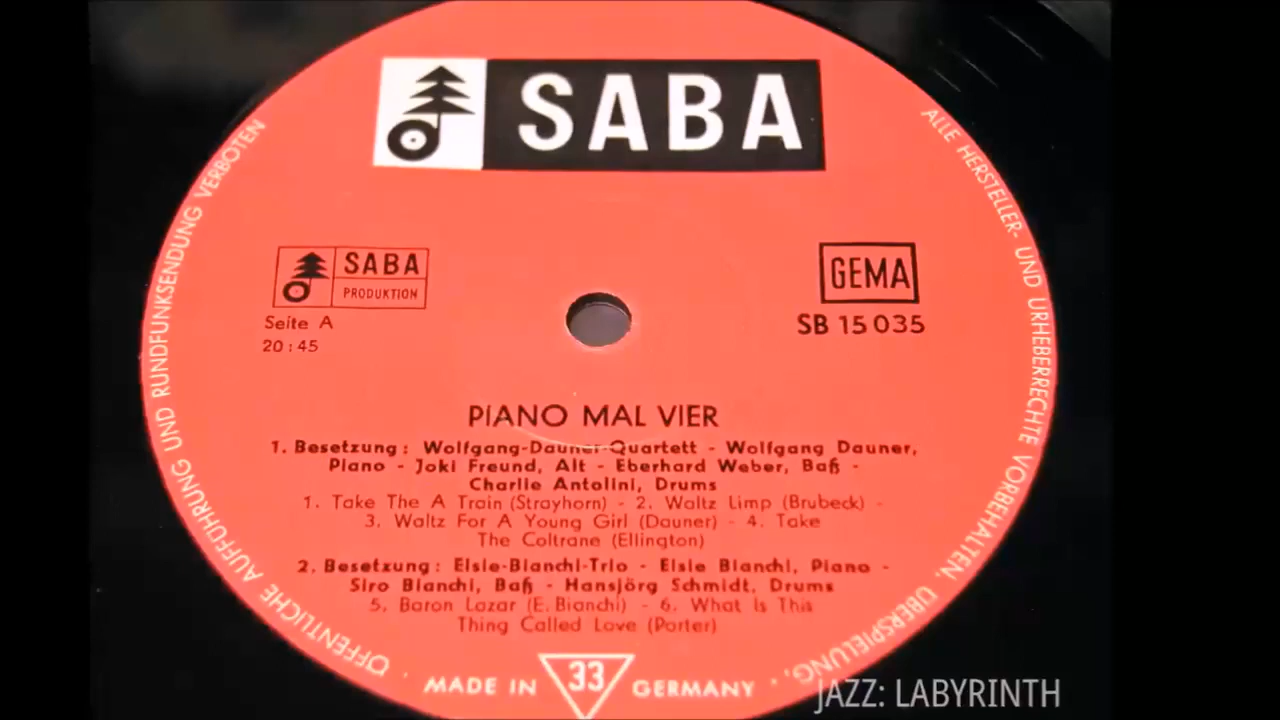 SABA
SABA
PRODUKTION
GEMA
Seite A
SB 15 035
20 : 45
PIANO MAL VIER
1. Besetzung : Wolfgang-Dauner-Quartett - Wolfgang Dauner,
Piano - Joki Freund, Alt - Eberhard Weber, Baß -
Charlie Antolini, Drums
1. Take The A Train (Strayhorn) - 2. Waltz Limp (Brubeck) -
3. Waltz For A Young Girl (Dauner) - 4. Take
The Coltrane (Ellington)
2. Besetzung : Elsie-Bianchi-Trio - Elsie Bianchi, Piano -
Siro Bianchi, Baß - Hansjörg Schmidt, Drums
5. Baron Lazar (E. Bianchi) - 6. What Is This
Thing Called Love (Porter)
MADE IN 33 GERMANY
ALLE HERSTELLER- UND URHEBERRECHTE VORBEHALTEN. ÜBERSPIELUNG,
ÖFFENTLICHE AUFFÜHRUNG UND RUNDFUNKSENDUNG VERBOTEN
JAZZ: LABYRINTH